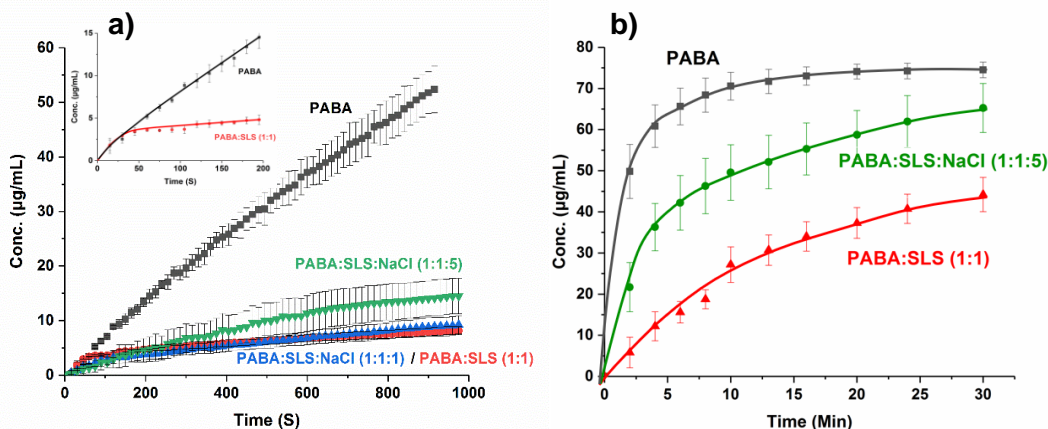 a)
15
10
5
0
0
50
100
150
200
Conc. (µg/mL)
Time (S)
PABA
PABA:SLS (1:1)
60
50
40
30
20
10
0
0
200
400
600
800
1000
Conc. (µg/mL)
Time (S)
PABA
PABA:SLS:NaCl (1:1:5)
PABA:SLS:NaCl (1:1:1) / PABA:SLS (1:1)
b)
80
70
60
50
40
30
20
10
0
0
5
10
15
20
25
30
Conc. (µg/mL)
Time (Min)
PABA
PABA:SLS:NaCl (1:1:5)
PABA:SLS (1:1)